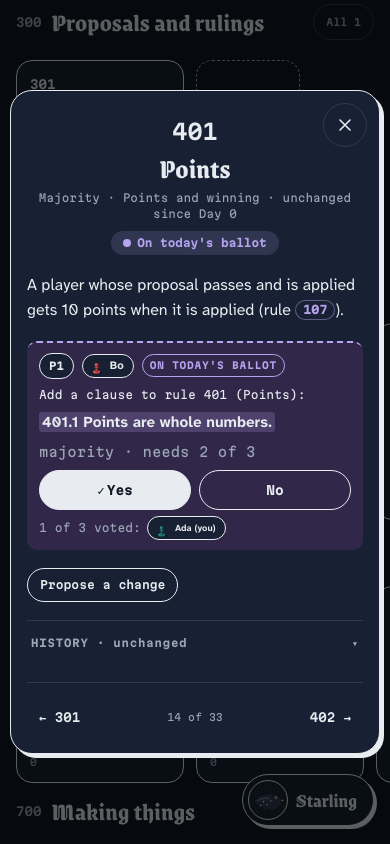 300 Proposals and rulings All 1
301
401
Points
Majority · Points and winning · unchanged
since Day 0
On today's ballot
A player whose proposal passes and is applied
gets 10 points when it is applied (rule 107).
P1 Bo ON TODAY'S BALLOT
Add a clause to rule 401 (Points):
401.1 Points are whole numbers.
majority · needs 2 of 3
✓Yes No
1 of 3 voted: Ada (you)
Propose a change
HISTORY · unchanged ▾
← 301 14 of 33 402 →
0 0
Starling
700 Making things